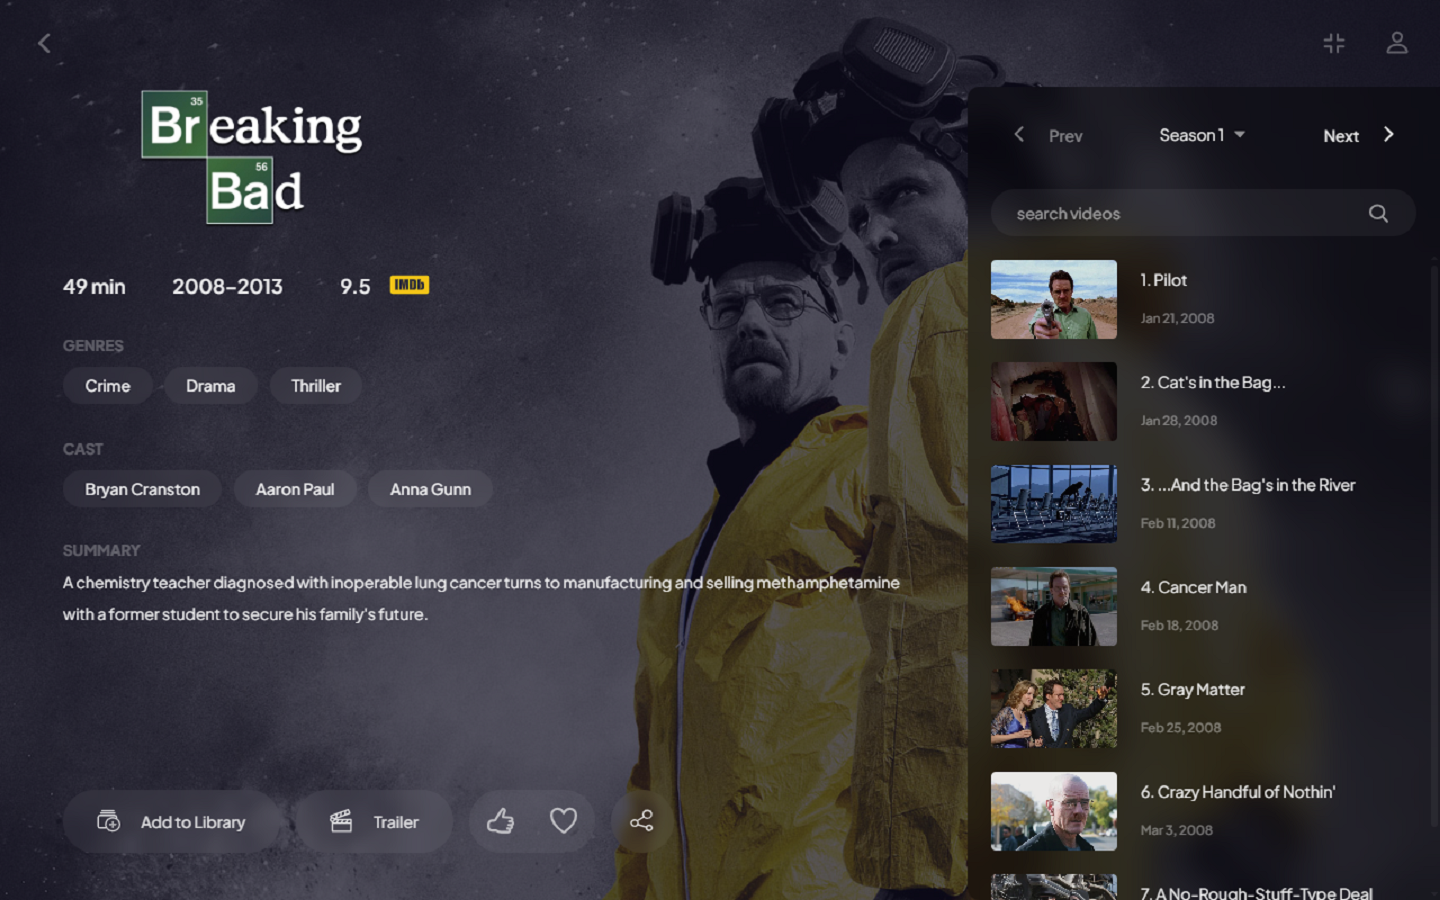 35
Breaking
56
Bad
49 min 2008–2013 9.5 IMDb
GENRES
Crime Drama Thriller
CAST
Bryan Cranston Aaron Paul Anna Gunn
SUMMARY
A chemistry teacher diagnosed with inoperable lung cancer turns to manufacturing and selling methamphetamine
with a former student to secure his family's future.
Add to Library Trailer
Prev Season 1 Next
search videos
1. Pilot
Jan 21, 2008
2. Cat's in the Bag...
Jan 28, 2008
3. ...And the Bag's in the River
Feb 11, 2008
4. Cancer Man
Feb 18, 2008
5. Gray Matter
Feb 25, 2008
6. Crazy Handful of Nothin'
Mar 3, 2008
7. A No-Rough-Stuff-Type Deal